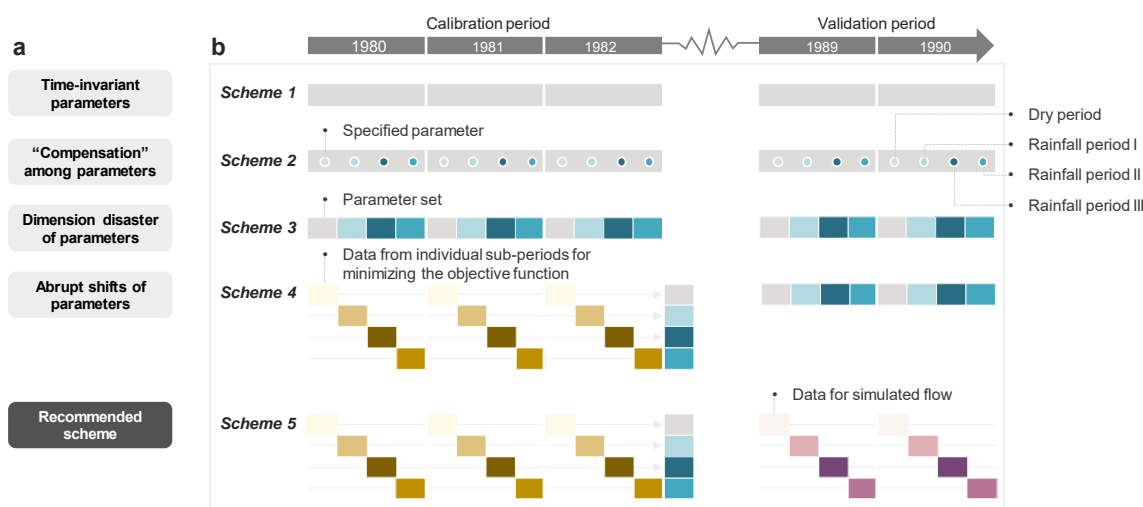 Calibration period
Validation period
a
b
1980
1981
1982
1989
1990
Time-invariant
parameters
Scheme 1
Specified parameter
Dry period
“Compensation”
among parameters
Scheme 2
Rainfall period I
Rainfall period II
Parameter set
Rainfall period III
Dimension disaster
of parameters
Scheme 3
Data from individual sub-periods for
minimizing the objective function
Abrupt shifts of
parameters
Scheme 4
Data for simulated flow
Recommended
scheme
Scheme 5